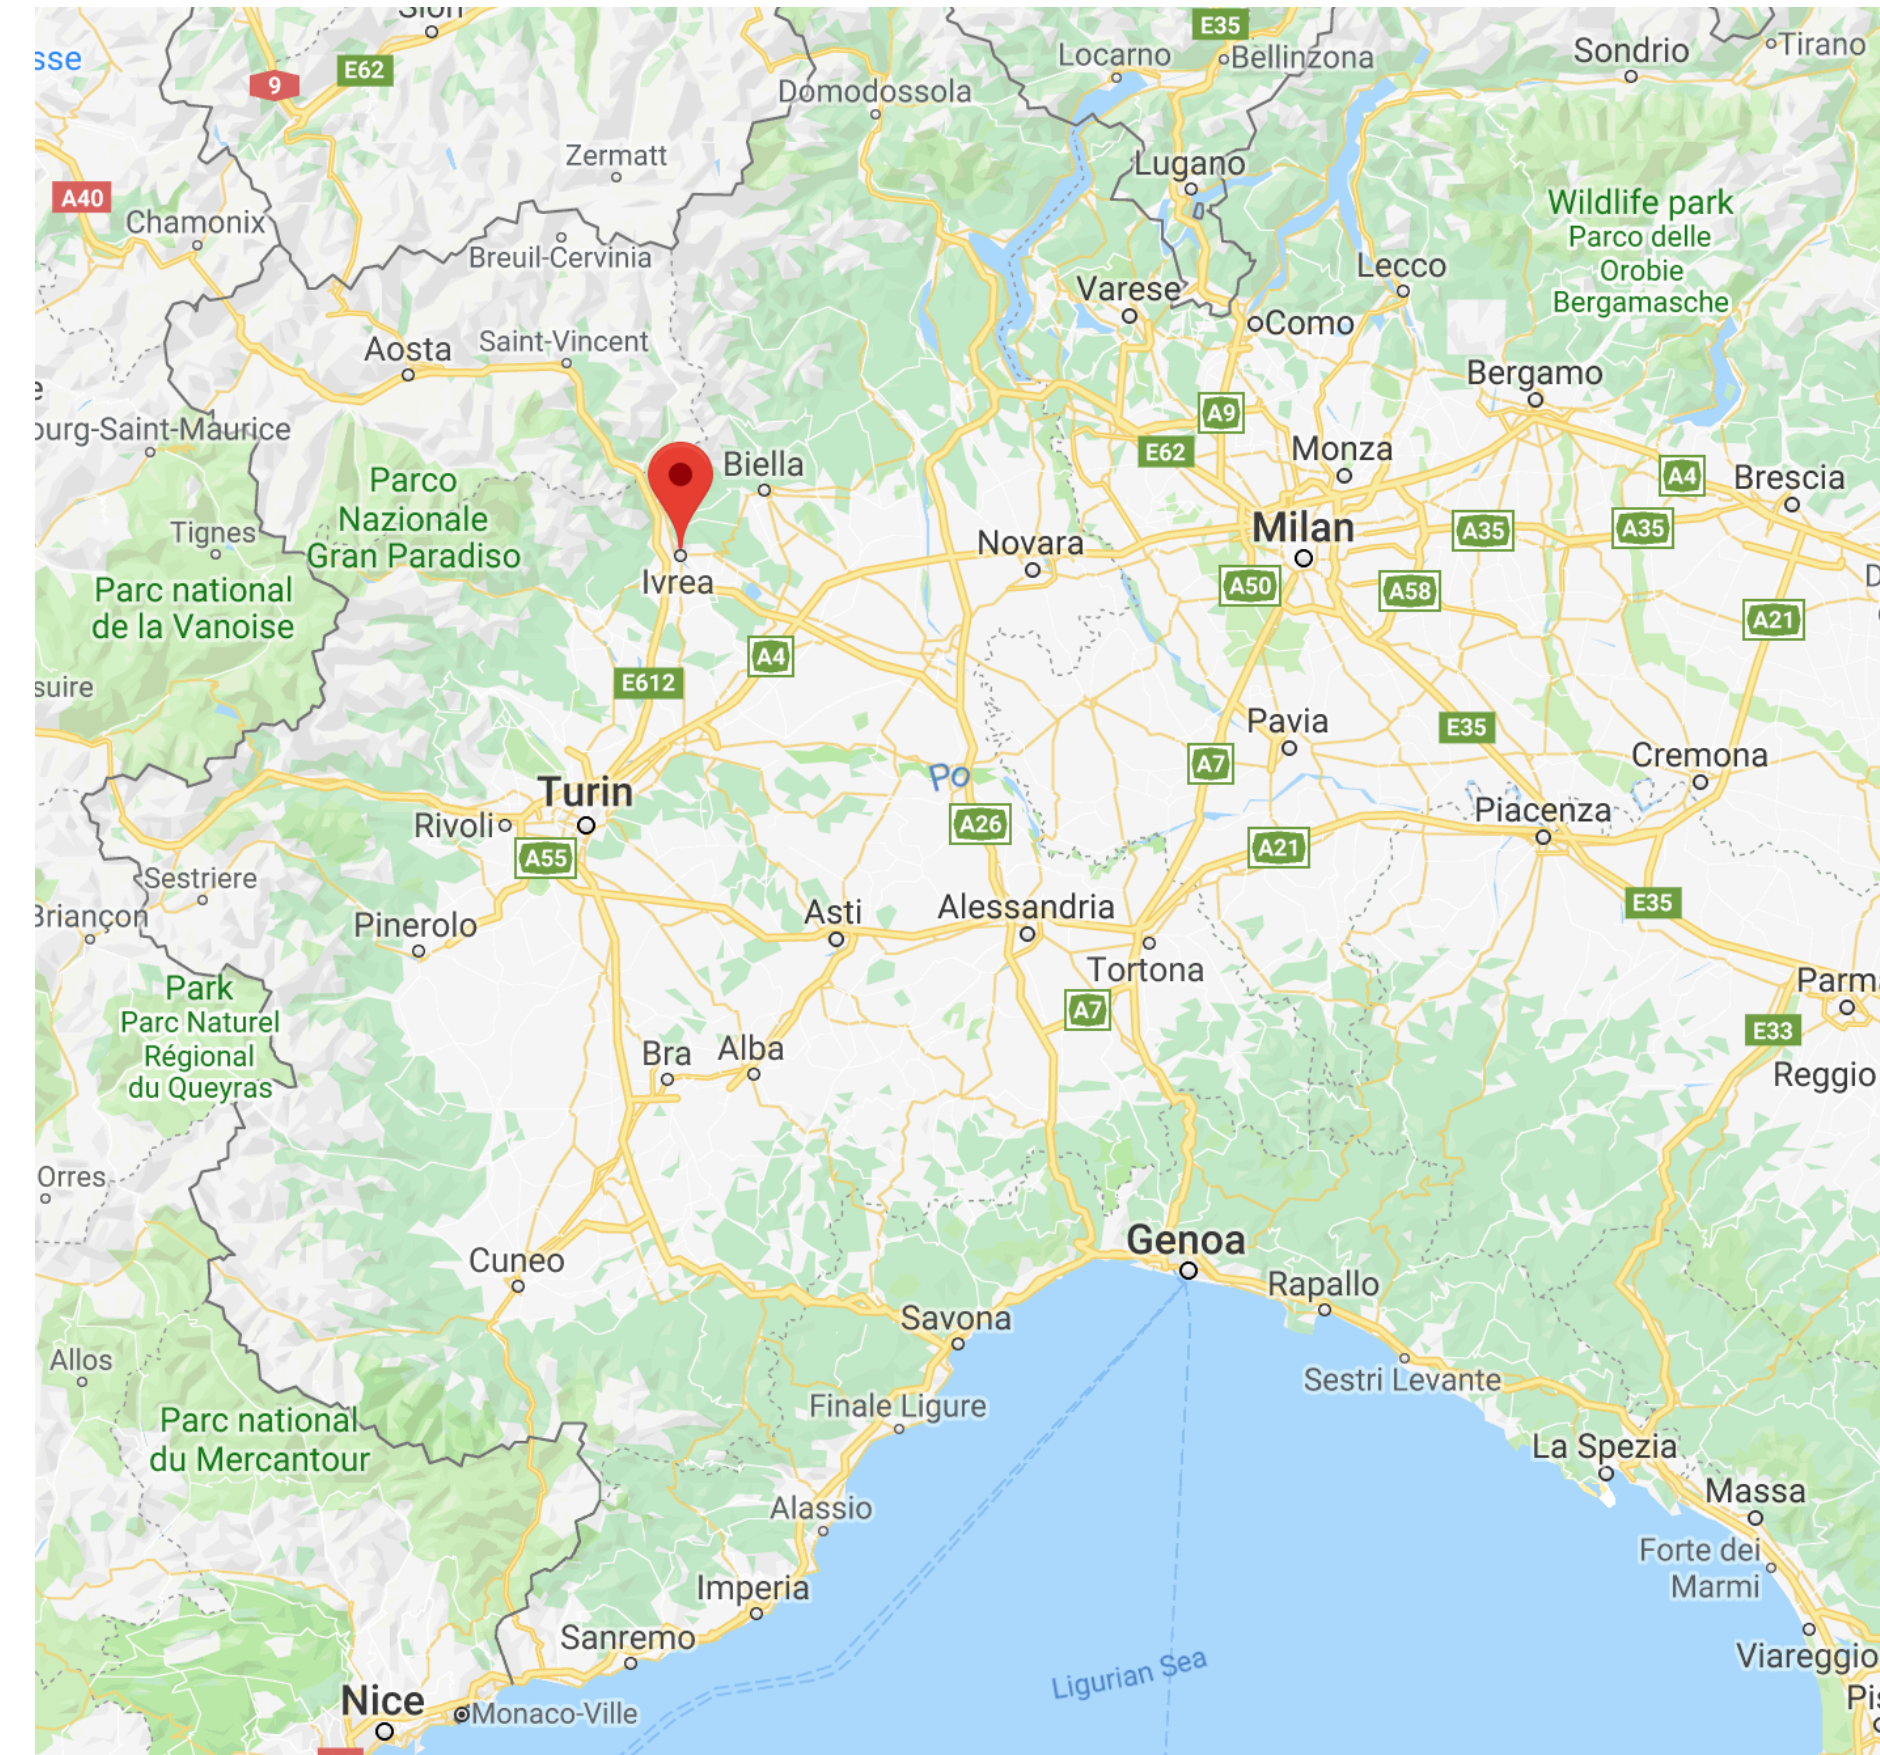 Sion
sse
9
E62
E35
Locarno
Bellinzona
Sondrio
Tirano
Domodossola
Zermatt
Lugano
A40
Chamonix
Wildlife park
Parco delle
Orobie
Bergamasche
Breuil-Cervinia
Varese
Lecco
Como
Aosta
Saint-Vincent
Bergamo
A9
ourg-Saint-Maurice
E62
Monza
Biella
Parco
Nazionale
Gran Paradiso
A4
Brescia
Tignes
Novara
Milan
A35
A35
Ivrea
A50
A58
Parc national
de la Vanoise
A21
A4
suire
E612
Pavia
E35
Cremona
A7
Po
Turin
Rivoli
A26
Piacenza
A55
A21
Sestriere
Briançon
Pinerolo
Asti
Alessandria
E35
Tortona
Parm
Park
Parc Naturel
Régional
du Queyras
A7
E33
Bra
Alba
Reggio
Orres
Genoa
Cuneo
Rapallo
Savona
Allos
Sestri Levante
Finale Ligure
Parc national
du Mercantour
La Spezia
Massa
Alassio
Forte dei
Marmi
Imperia
Sanremo
Ligurian Sea
Viareggio
Nice
Monaco-Ville
Pis